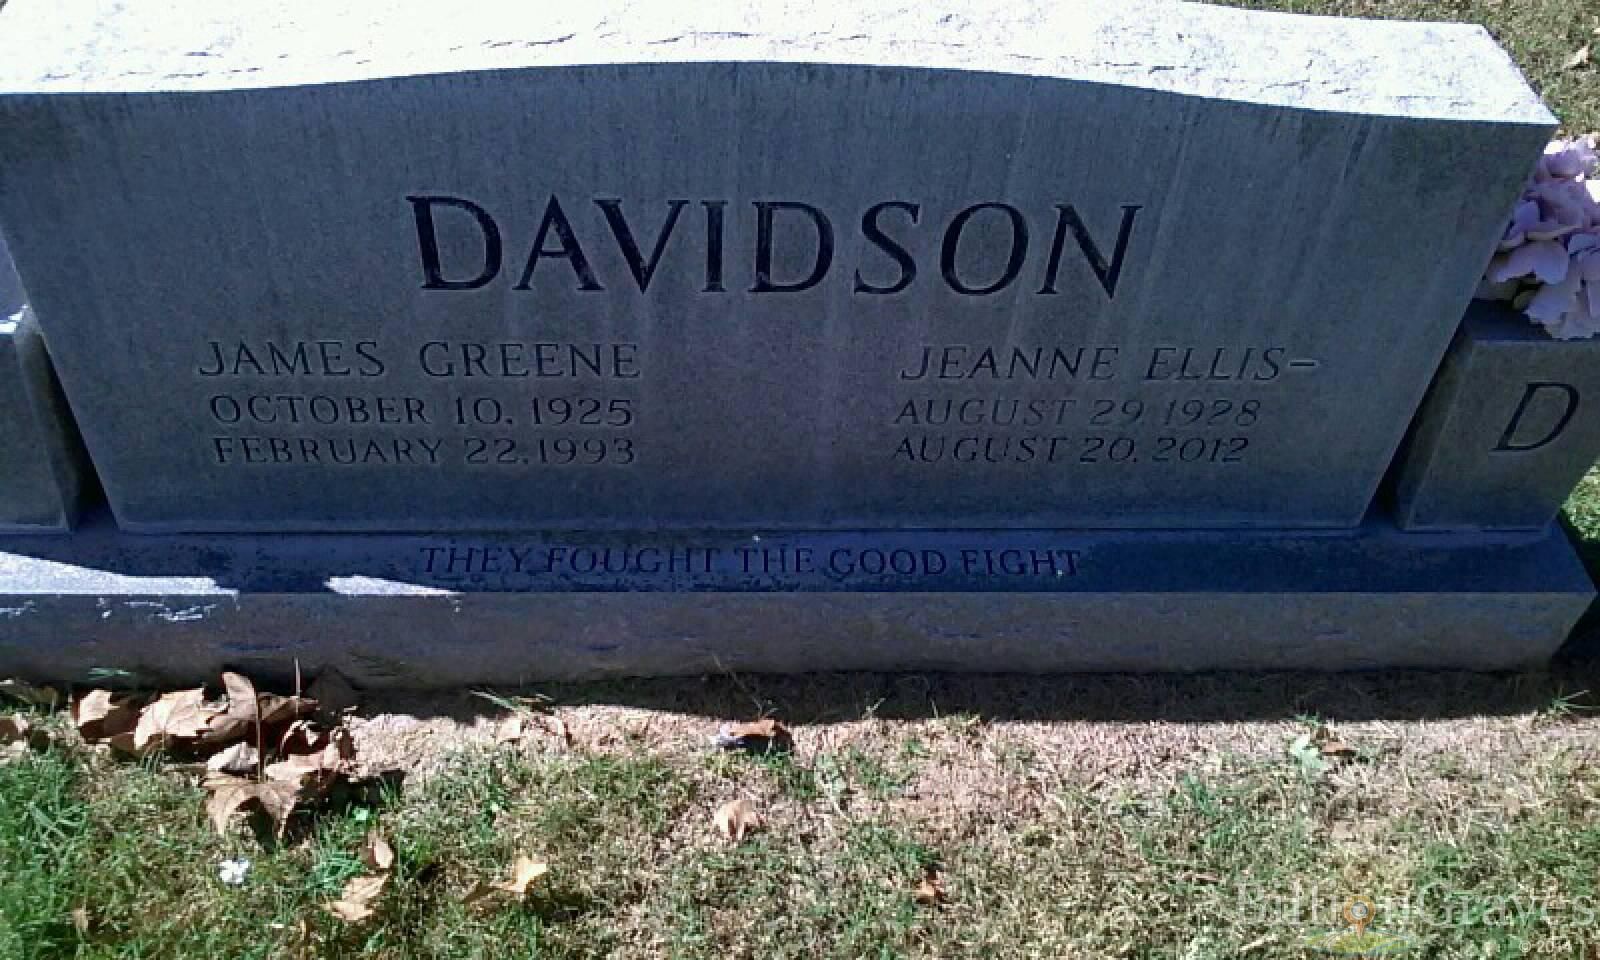 DAVIDSON
JAMES GREENE
OCTOBER 10, 1925
FEBRUARY 22, 1993
JEANNE ELLIS-
AUGUST 29, 1928
AUGUST 20, 2012
D
THEY FOUGHT THE GOOD FIGHT
BillionGraves